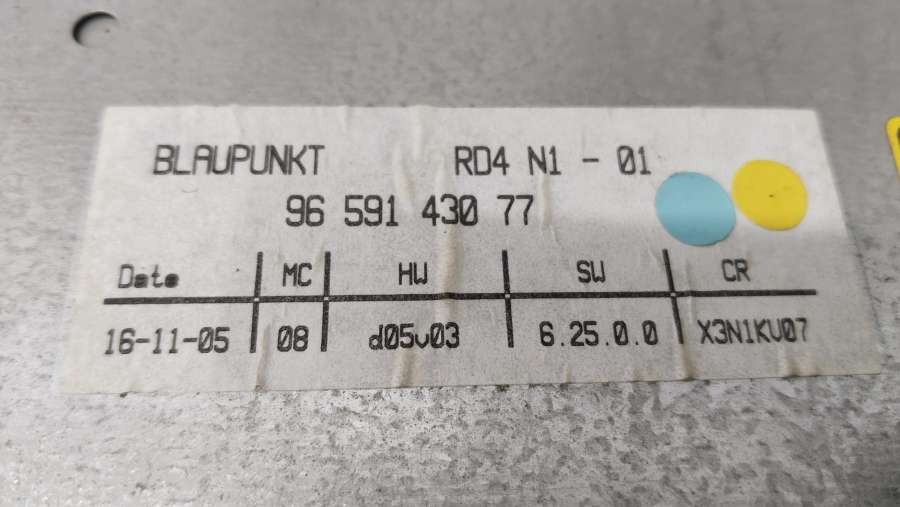 BLAUPUNKT RD4 N1 - 01
96 591 430 77
Date MC HW SW CR
16-11-05 08 d05v03 6.25.0.0 X3N1KV07